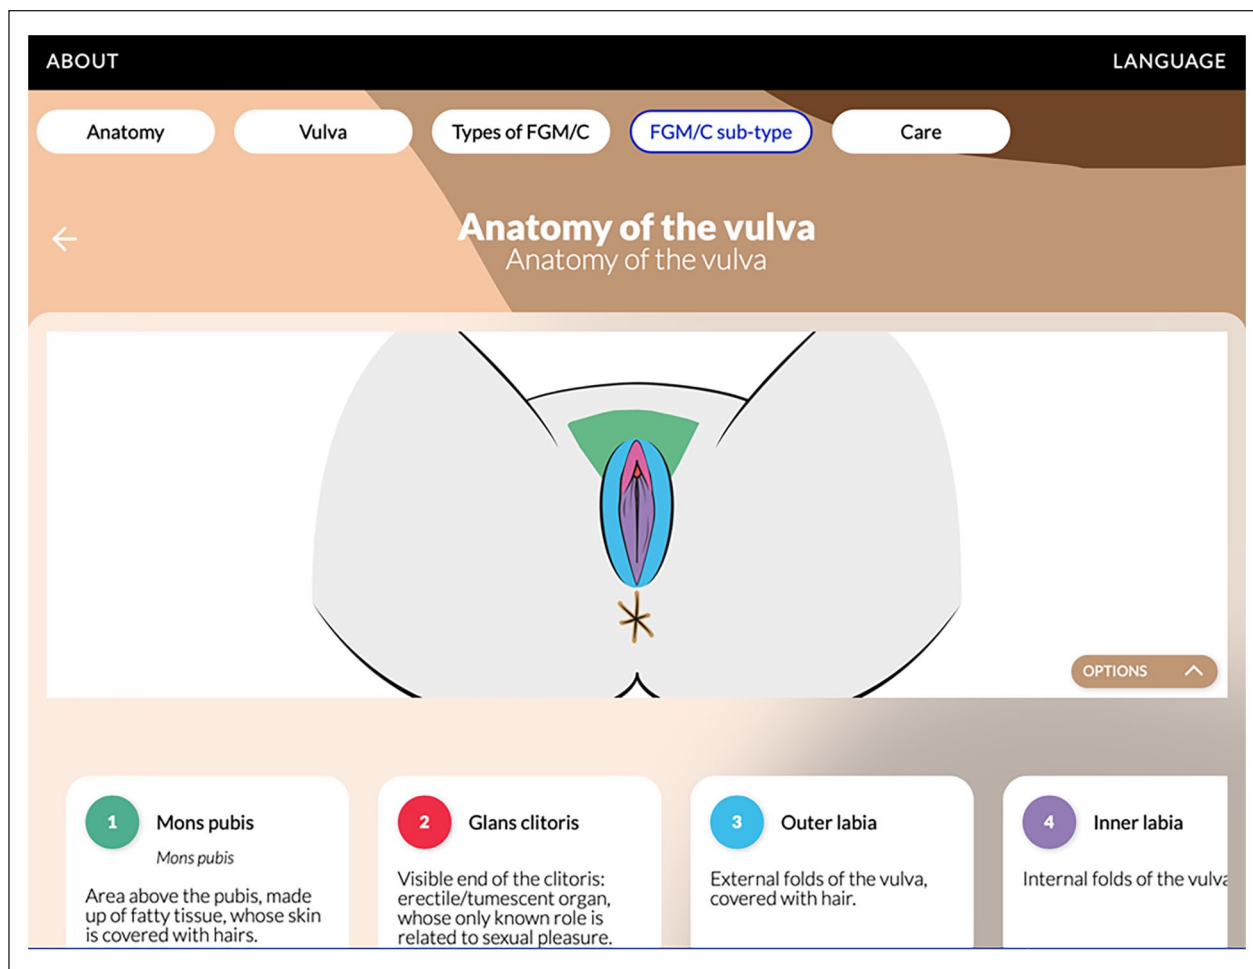 ABOUT
LANGUAGE
Anatomy
Vulva
Types of FGM/C
FGM/C sub-type
Care
Anatomy of the vulva
Anatomy of the vulva
OPTIONS
1
Mons pubis
Mons pubis
Area above the pubis, made
up of fatty tissue, whose skin
is covered with hairs.
2
Glans clitoris
Visible end of the clitoris:
erectile/tumescent organ,
whose only known role is
related to sexual pleasure.
3
Outer labia
External folds of the vulva,
covered with hair.
4
Inner labia
Internal folds of the vulva